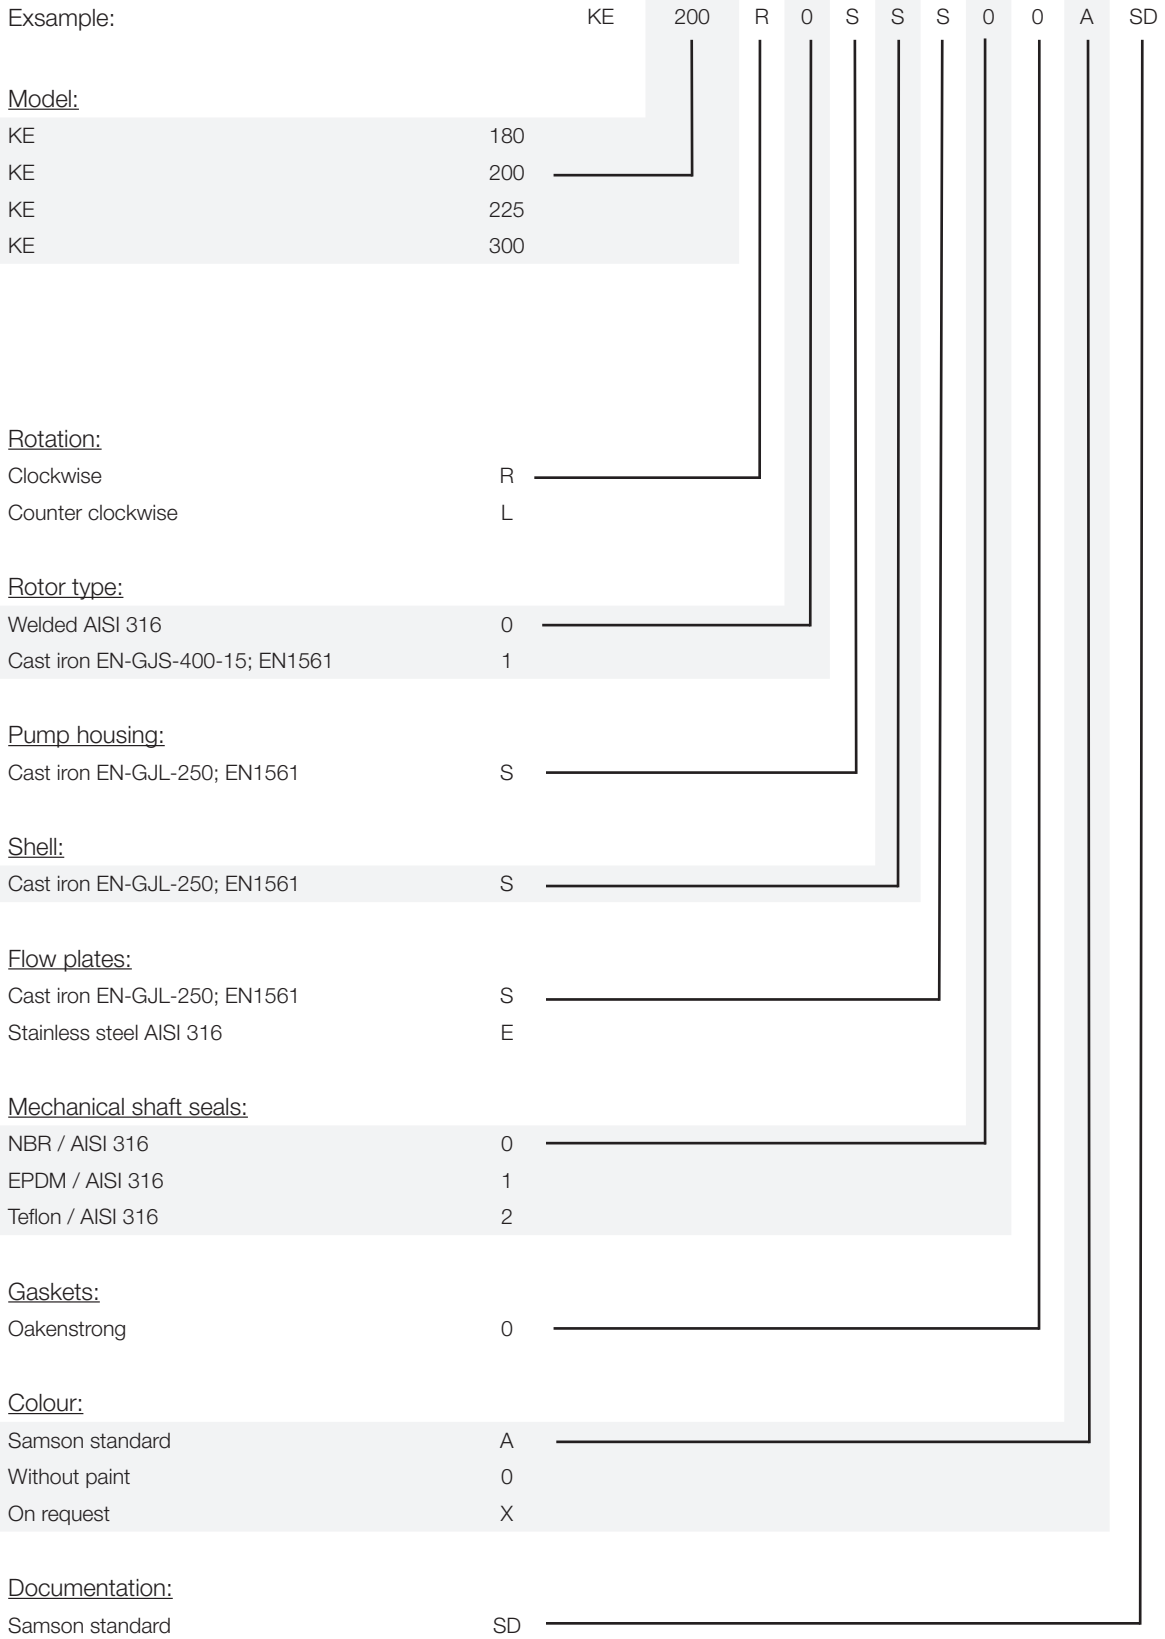 Exsample: KE 200 R 0 S S S 0 0 A SD
Model:
KE 180
KE 200
KE 225
KE 300
Rotation:
Clockwise R
Counter clockwise L
Rotor type:
Welded AISI 316 0
Cast iron EN-GJS-400-15; EN1561 1
Pump housing:
Cast iron EN-GJL-250; EN1561 S
Shell:
Cast iron EN-GJL-250; EN1561 S
Flow plates:
Cast iron EN-GJL-250; EN1561 S
Stainless steel AISI 316 E
Mechanical shaft seals:
NBR / AISI 316 0
EPDM / AISI 316 1
Teflon / AISI 316 2
Gaskets:
Oakenstrong 0
Colour:
Samson standard A
Without paint 0
On request X
Documentation:
Samson standard SD